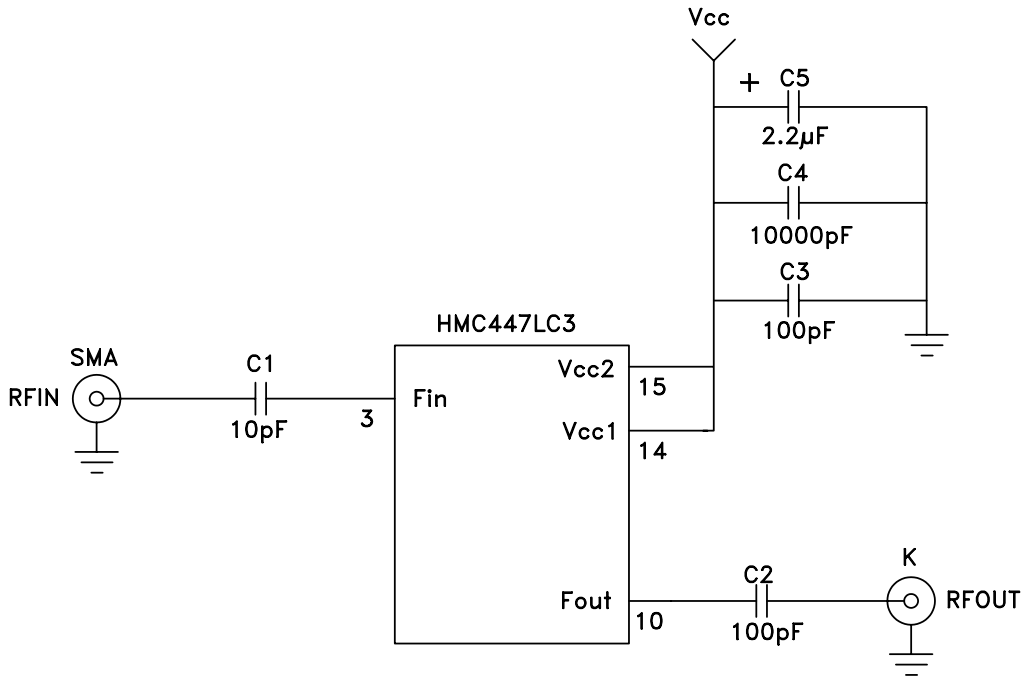 Vcc
+ C5
2.2µF
C4
10000pF
C3
100pF
HMC447LC3
SMA
C1
Vcc2
15
RFIN
Fin
10pF
3
Vcc1
14
K
C2
Fout
RFOUT
10
100pF